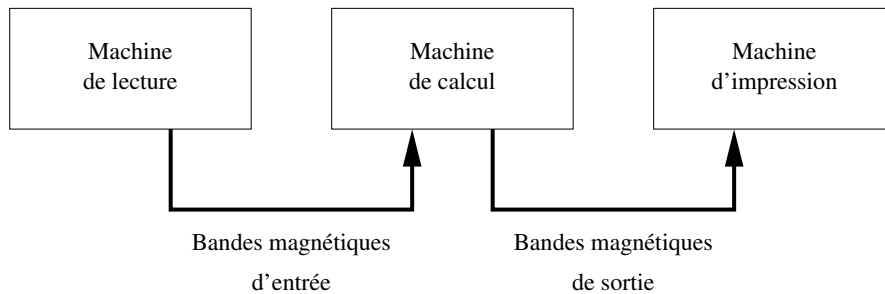 Machine
de lecture
Machine
de calcul
Machine
d'impression
Bandes magnétiques
d'entrée
Bandes magnétiques
de sortie